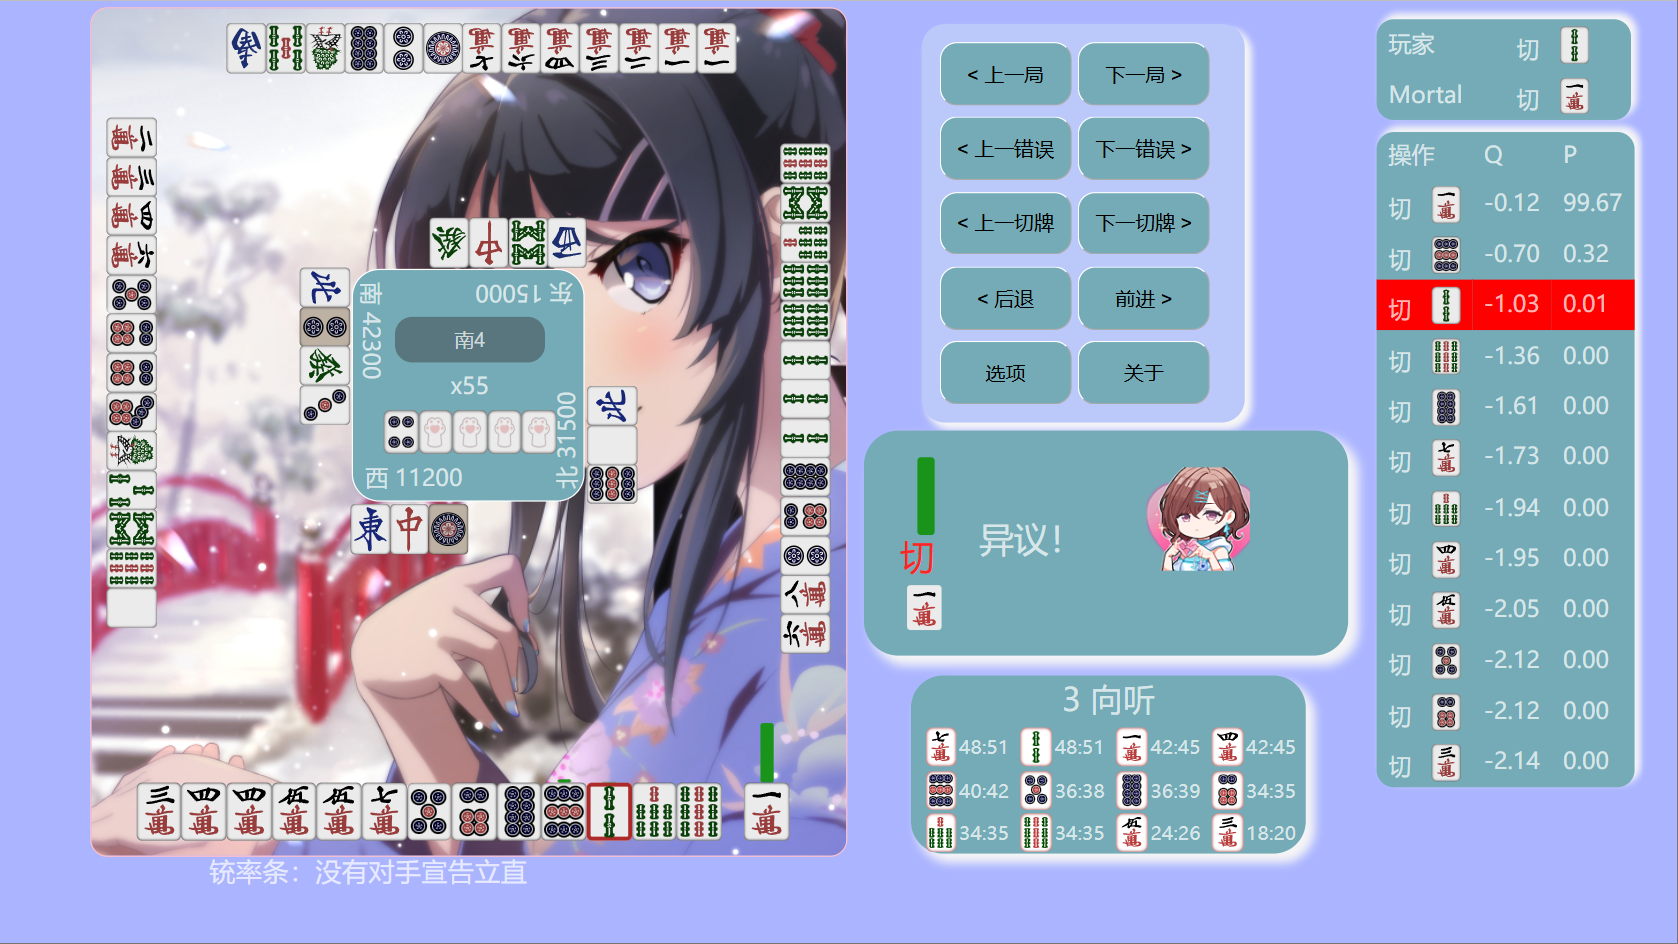 东 15000
南 42300
南4
x55
北 31500
西 11200
铳率条：没有对手宣告立直
< 上一局
下一局 >
< 上一错误
下一错误 >
< 上一切牌
下一切牌 >
< 后退
前进 >
选项
关于
切
异议！
3 向听
48:51 48:51 42:45 42:45
40:42 36:38 36:39 34:35
34:35 34:35 24:26 18:20
玩家 切
Mortal 切
操作 Q P
切 -0.12 99.67
切 -0.70 0.32
切 -1.03 0.01
切 -1.36 0.00
切 -1.61 0.00
切 -1.73 0.00
切 -1.94 0.00
切 -1.95 0.00
切 -2.05 0.00
切 -2.12 0.00
切 -2.12 0.00
切 -2.14 0.00